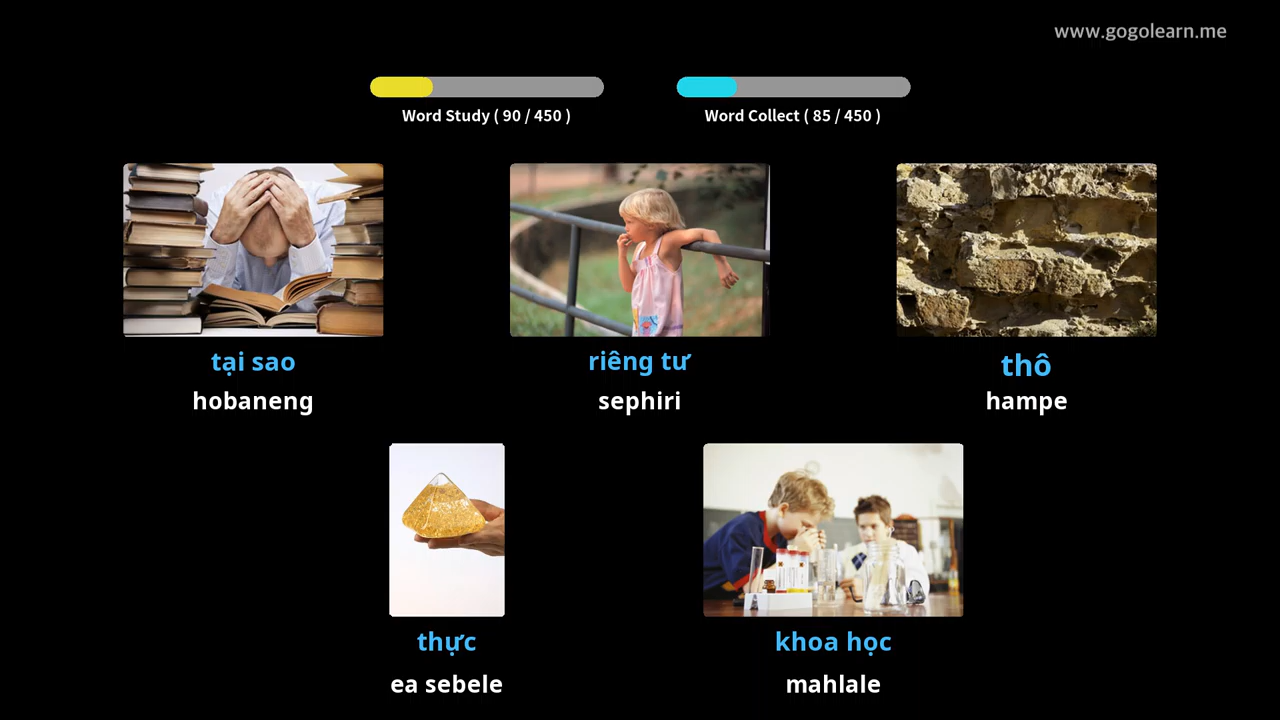 www.gogolearn.me
Word Study ( 90 / 450 )
Word Collect ( 85 / 450 )
tại sao
hobaneng
riêng tư
sephiri
thô
hampe
thực
ea sebele
khoa học
mahlale